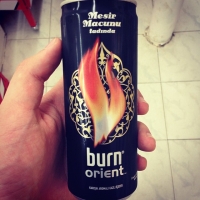 Mesir
Macunu
tadında
burn®
orient.